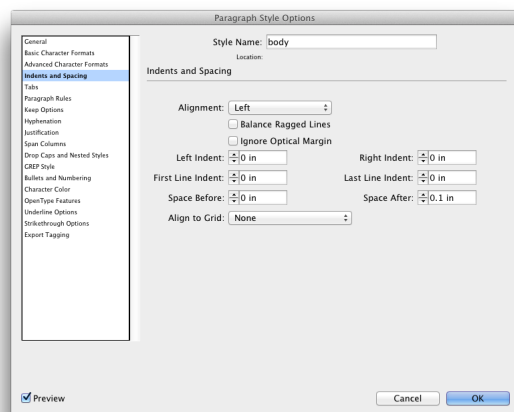 Paragraph Style Options
General
Basic Character Formats
Advanced Character Formats
Indents and Spacing
Tabs
Paragraph Rules
Keep Options
Hyphenation
Justification
Span Columns
Drop Caps and Nested Styles
GREP Style
Bullets and Numbering
Character Color
OpenType Features
Underline Options
Strikethrough Options
Export Tagging
Style Name: body
Location:
Indents and Spacing
Alignment: Left
Balance Ragged Lines
Ignore Optical Margin
Left Indent: 0 in Right Indent: 0 in
First Line Indent: 0 in Last Line Indent: 0 in
Space Before: 0 in Space After: 0.1 in
Align to Grid: None
Preview Cancel OK